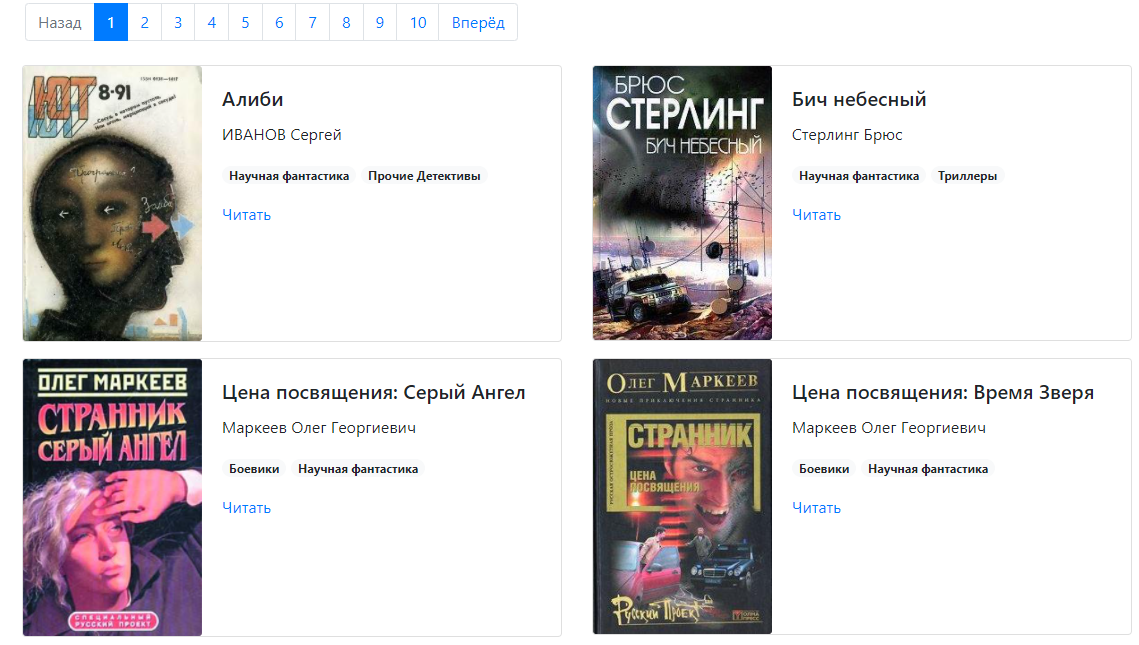 Назад 1 2 3 4 5 6 7 8 9 10 Вперёд
ЮТ 8·91
Алиби
ИВАНОВ Сергей
Научная фантастика Прочие Детективы
Читать
БРЮС
СТЕРЛИНГ
БИЧ НЕБЕСНЫЙ
Бич небесный
Стерлинг Брюс
Научная фантастика Триллеры
Читать
ОЛЕГ МАРКЕЕВ
СТРАННИК
СЕРЫЙ АНГЕЛ
СПЕЦИАЛЬНЫЙ
РУССКИЙ ПРОЕКТ
Цена посвящения: Серый Ангел
Маркеев Олег Георгиевич
Боевики Научная фантастика
Читать
ОЛЕГ МАРКЕЕВ
НОВЫЕ ПРИКЛЮЧЕНИЯ СТРАННИКА
СТРАННИК
ЦЕНА
ПОСВЯЩЕНИЯ
Русский Проект
ОЛМА
ПРЕСС
Цена посвящения: Время Зверя
Маркеев Олег Георгиевич
Боевики Научная фантастика
Читать